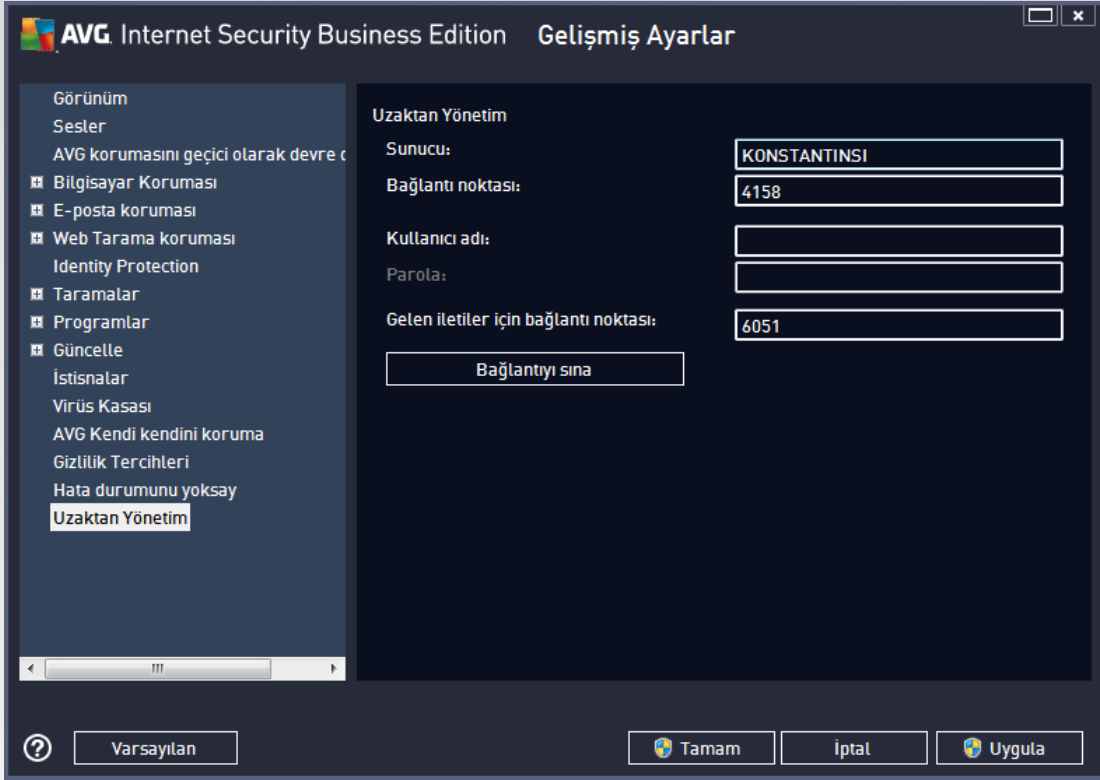 AVG. Internet Security Business Edition Gelişmiş Ayarlar
Görünüm
Sesler
AVG korumasını geçici olarak devre
Bilgisayar Koruması
E-posta koruması
Web Tarama koruması
Identity Protection
Taramalar
Programlar
Güncelle
İstisnalar
Virüs Kasası
AVG Kendi kendini koruma
Gizlilik Tercihleri
Hata durumunu yoksay
Uzaktan Yönetim
Uzaktan Yönetim
Sunucu: KONSTANTINSI
Bağlantı noktası: 4158
Kullanıcı adı:
Parola:
Gelen iletiler için bağlantı noktası: 6051
Bağlantıyı sına
? Varsayılan Tamam İptal Uygula